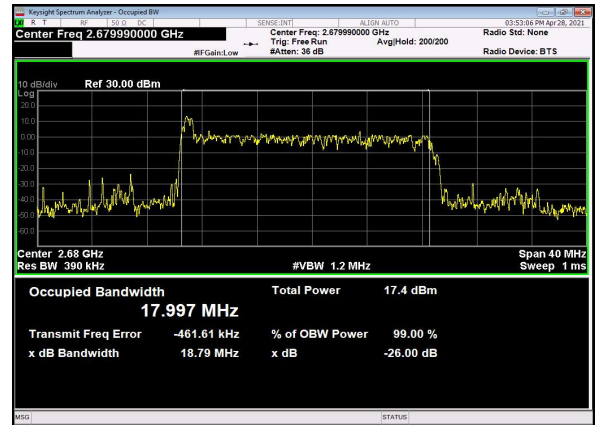 Keysight Spectrum Analyzer - Occupied BW
LXI R T RF 50 Ω DC SENSE:INT ALIGN AUTO 03:53:06 PM Apr 28, 2021
Center Freq 2.679990000 GHz Center Freq: 2.679990000 GHz Radio Std: None
Trig: Free Run Avg|Hold: 200/200
#IFGain:Low #Atten: 36 dB Radio Device: BTS
10 dB/div Ref 30.00 dBm
Log
20.0
10.0
0.00
-10.0
-20.0
-30.0
-40.0
-50.0
-60.0
Center 2.68 GHz Span 40 MHz
Res BW 390 kHz #VBW 1.2 MHz Sweep 1 ms
Occupied Bandwidth Total Power 17.4 dBm
17.997 MHz
Transmit Freq Error -461.61 kHz % of OBW Power 99.00 %
x dB Bandwidth 18.79 MHz x dB -26.00 dB
MSG STATUS